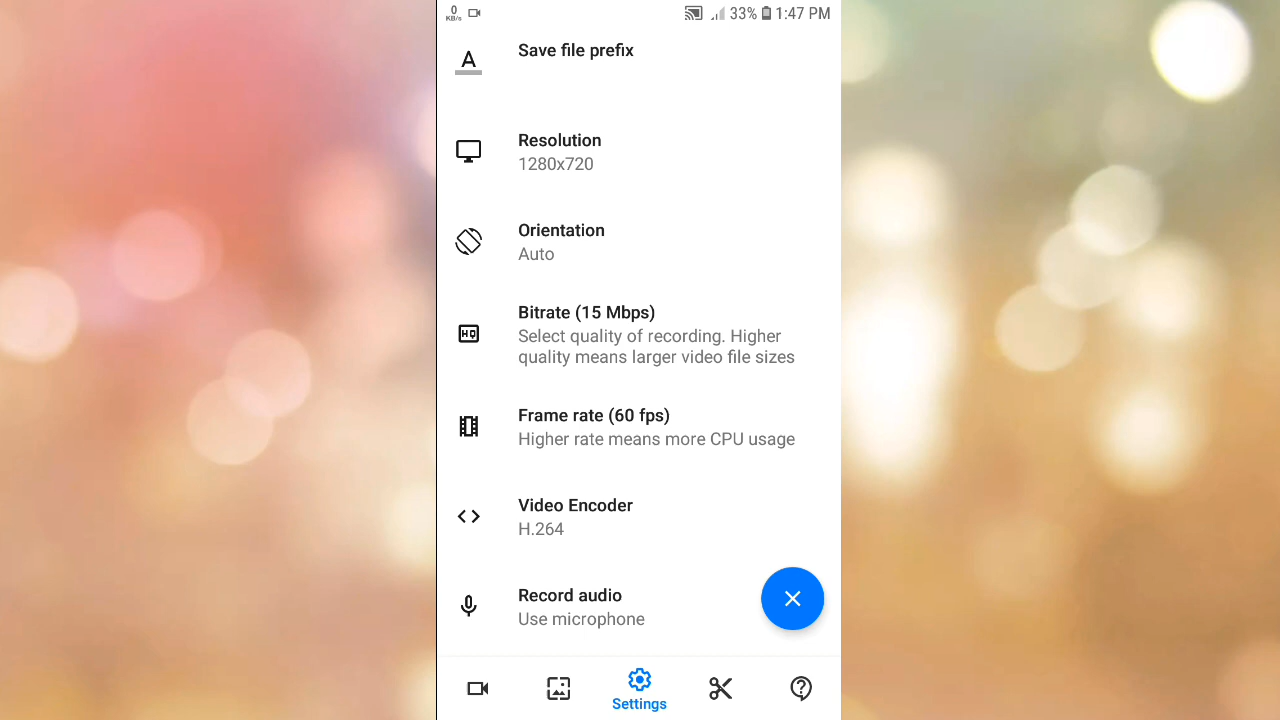 0
KB/s
33%
1:47 PM
A
Save file prefix
Resolution
1280x720
Orientation
Auto
Bitrate (15 Mbps)
HQ
Select quality of recording. Higher
quality means larger video file sizes
Frame rate (60 fps)
Higher rate means more CPU usage
Video Encoder
H.264
Record audio
Use microphone
Settings